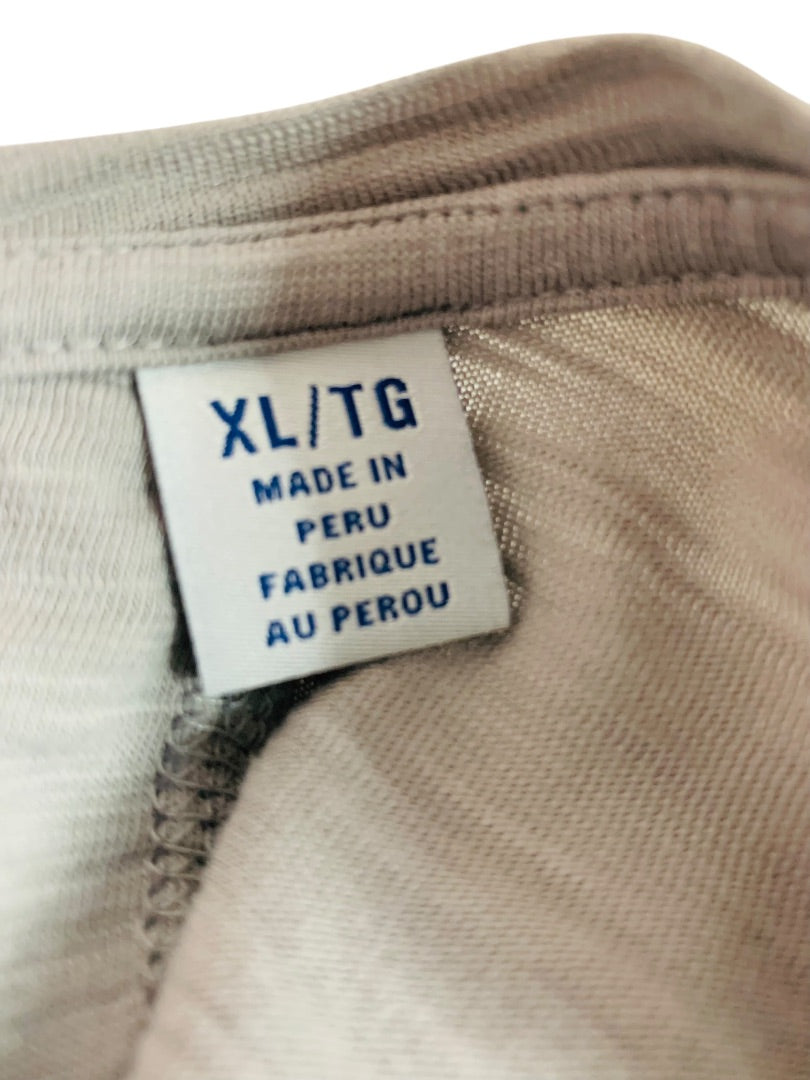 XL/TG
MADE IN
PERU
FABRIQUE
AU PEROU